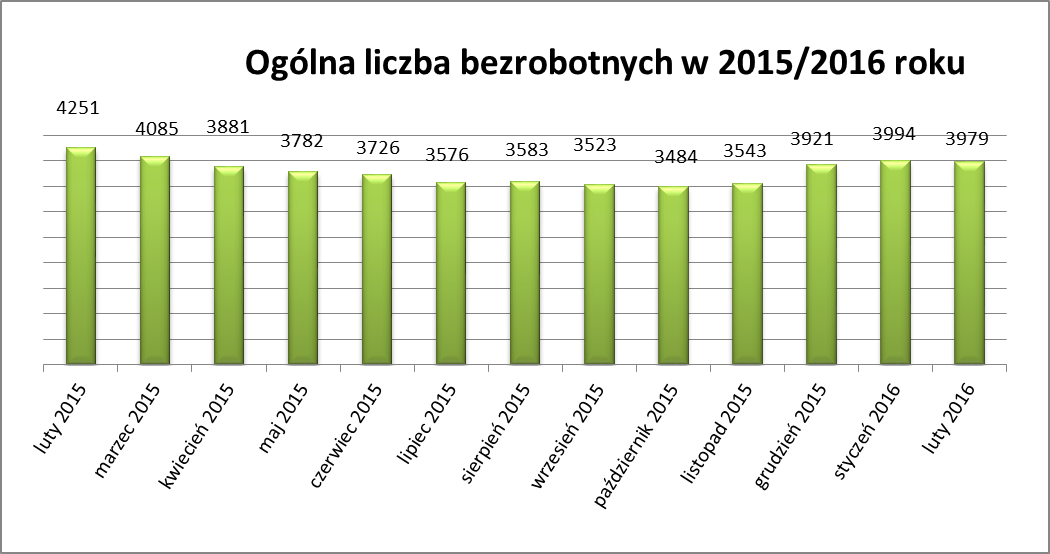 Ogólna liczba bezrobotnych w 2015/2016 roku
4251
4085
3881
3782
3726
3576
3583
3523
3484
3543
3921
3994
3979
luty 2015
marzec 2015
kwiecień 2015
maj 2015
czerwiec 2015
lipiec 2015
sierpień 2015
wrzesień 2015
październik 2015
listopad 2015
grudzień 2015
styczeń 2016
luty 2016